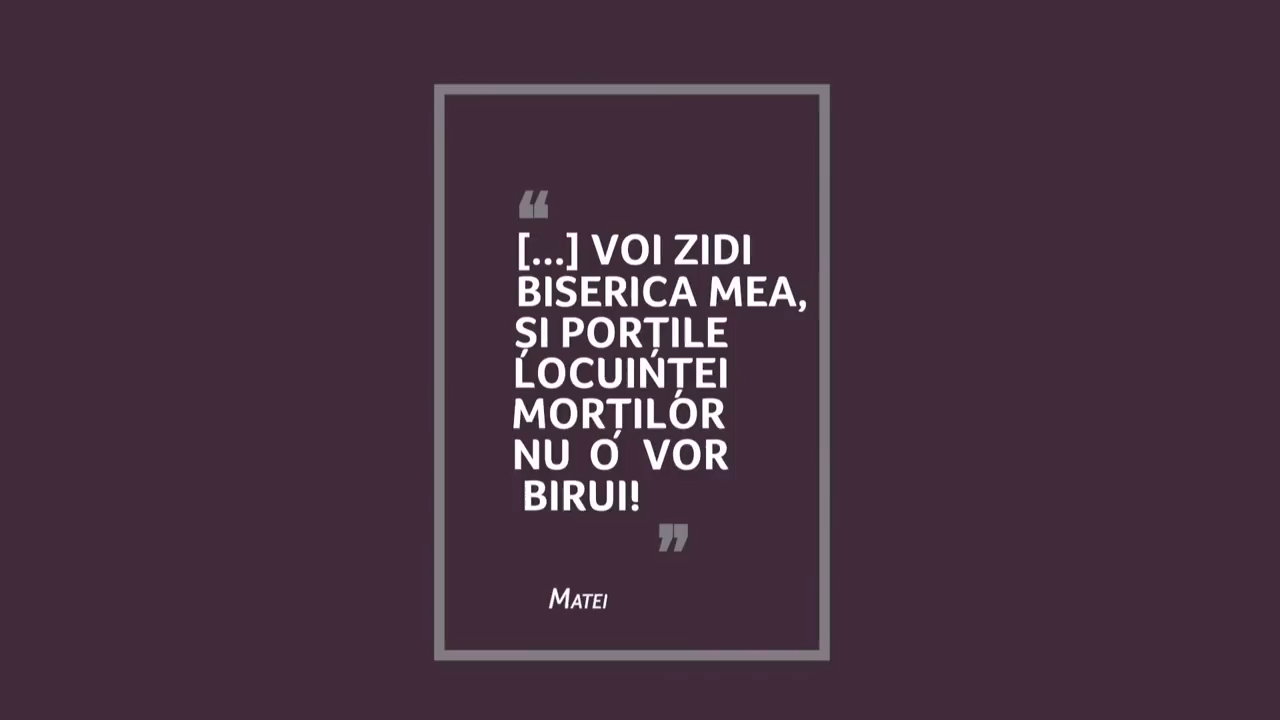 “
[...] VOI ZIDI
BISERICA MEA,
ȘI PORȚILE
LOCUINȚEI
MORȚILOR
NU O VOR
BIRUI!
”
MATEI